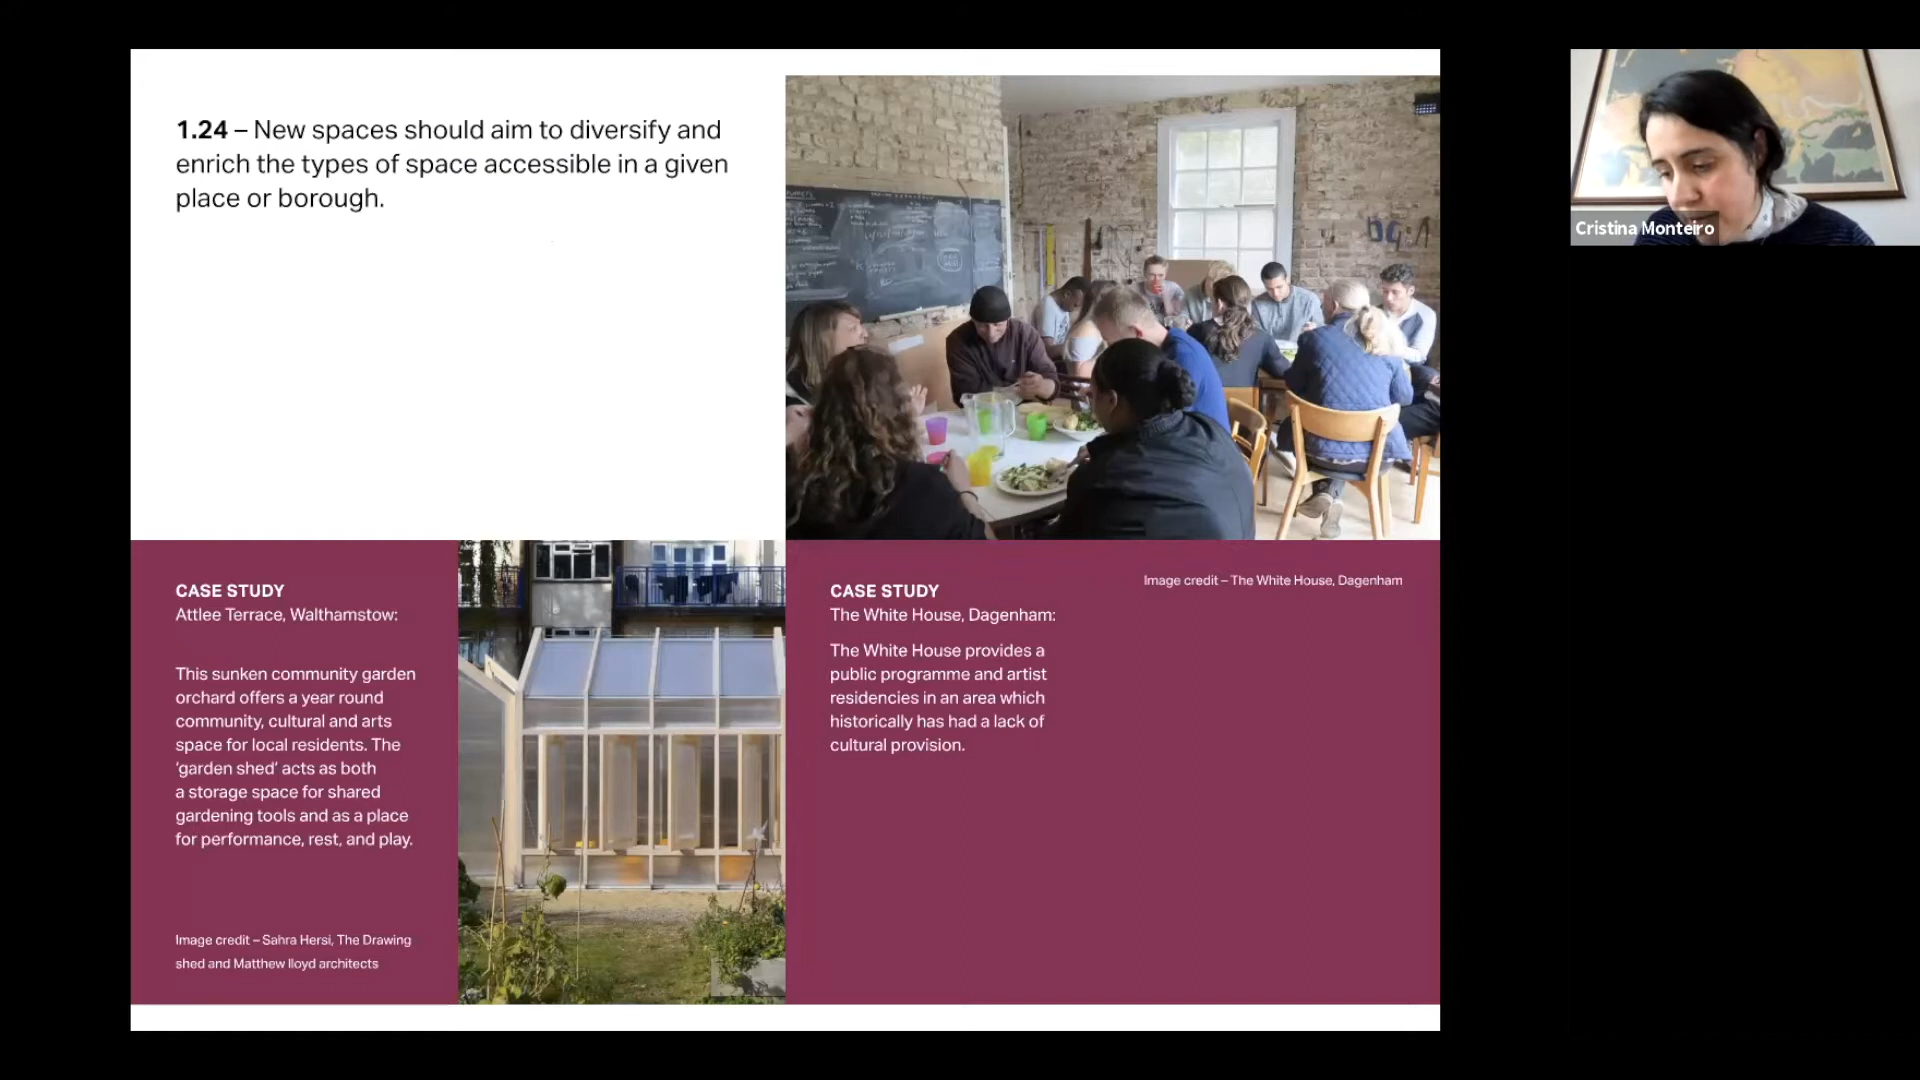 1.24 – New spaces should aim to diversify and
enrich the types of space accessible in a given
place or borough.
CASE STUDY
Attlee Terrace, Walthamstow:
This sunken community garden
orchard offers a year round
community, cultural and arts
space for local residents. The
‘garden shed’ acts as both
a storage space for shared
gardening tools and as a place
for performance, rest, and play.
Image credit – Sahra Hersi, The Drawing
shed and Matthew lloyd architects
CASE STUDY
The White House, Dagenham:
The White House provides a
public programme and artist
residencies in an area which
historically has had a lack of
cultural provision.
Image credit – The White House, Dagenham
Cristina Monteiro